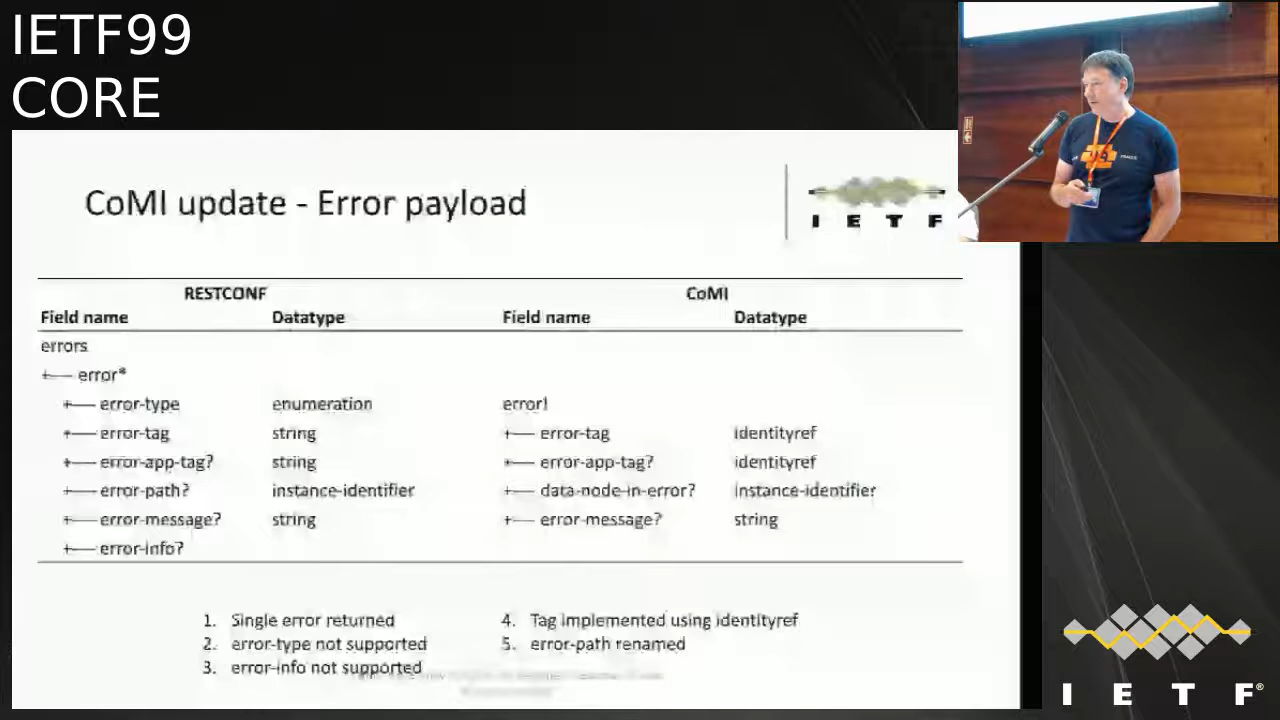 IETF99
CORE
CoMI update - Error payload
I E T F
RESTCONF CoMI
Field name Datatype Field name Datatype
errors
+—— error*
+—— error-type enumeration error!
+—— error-tag string +—— error-tag identityref
+—— error-app-tag? string +—— error-app-tag? identityref
+—— error-path? instance-identifier +—— data-node-in-error? instance-identifier
+—— error-message? string +—— error-message? string
+—— error-info?
1. Single error returned 4. Tag implemented using identityref
2. error-type not supported 5. error-path renamed
3. error-info not supported
I E T F®